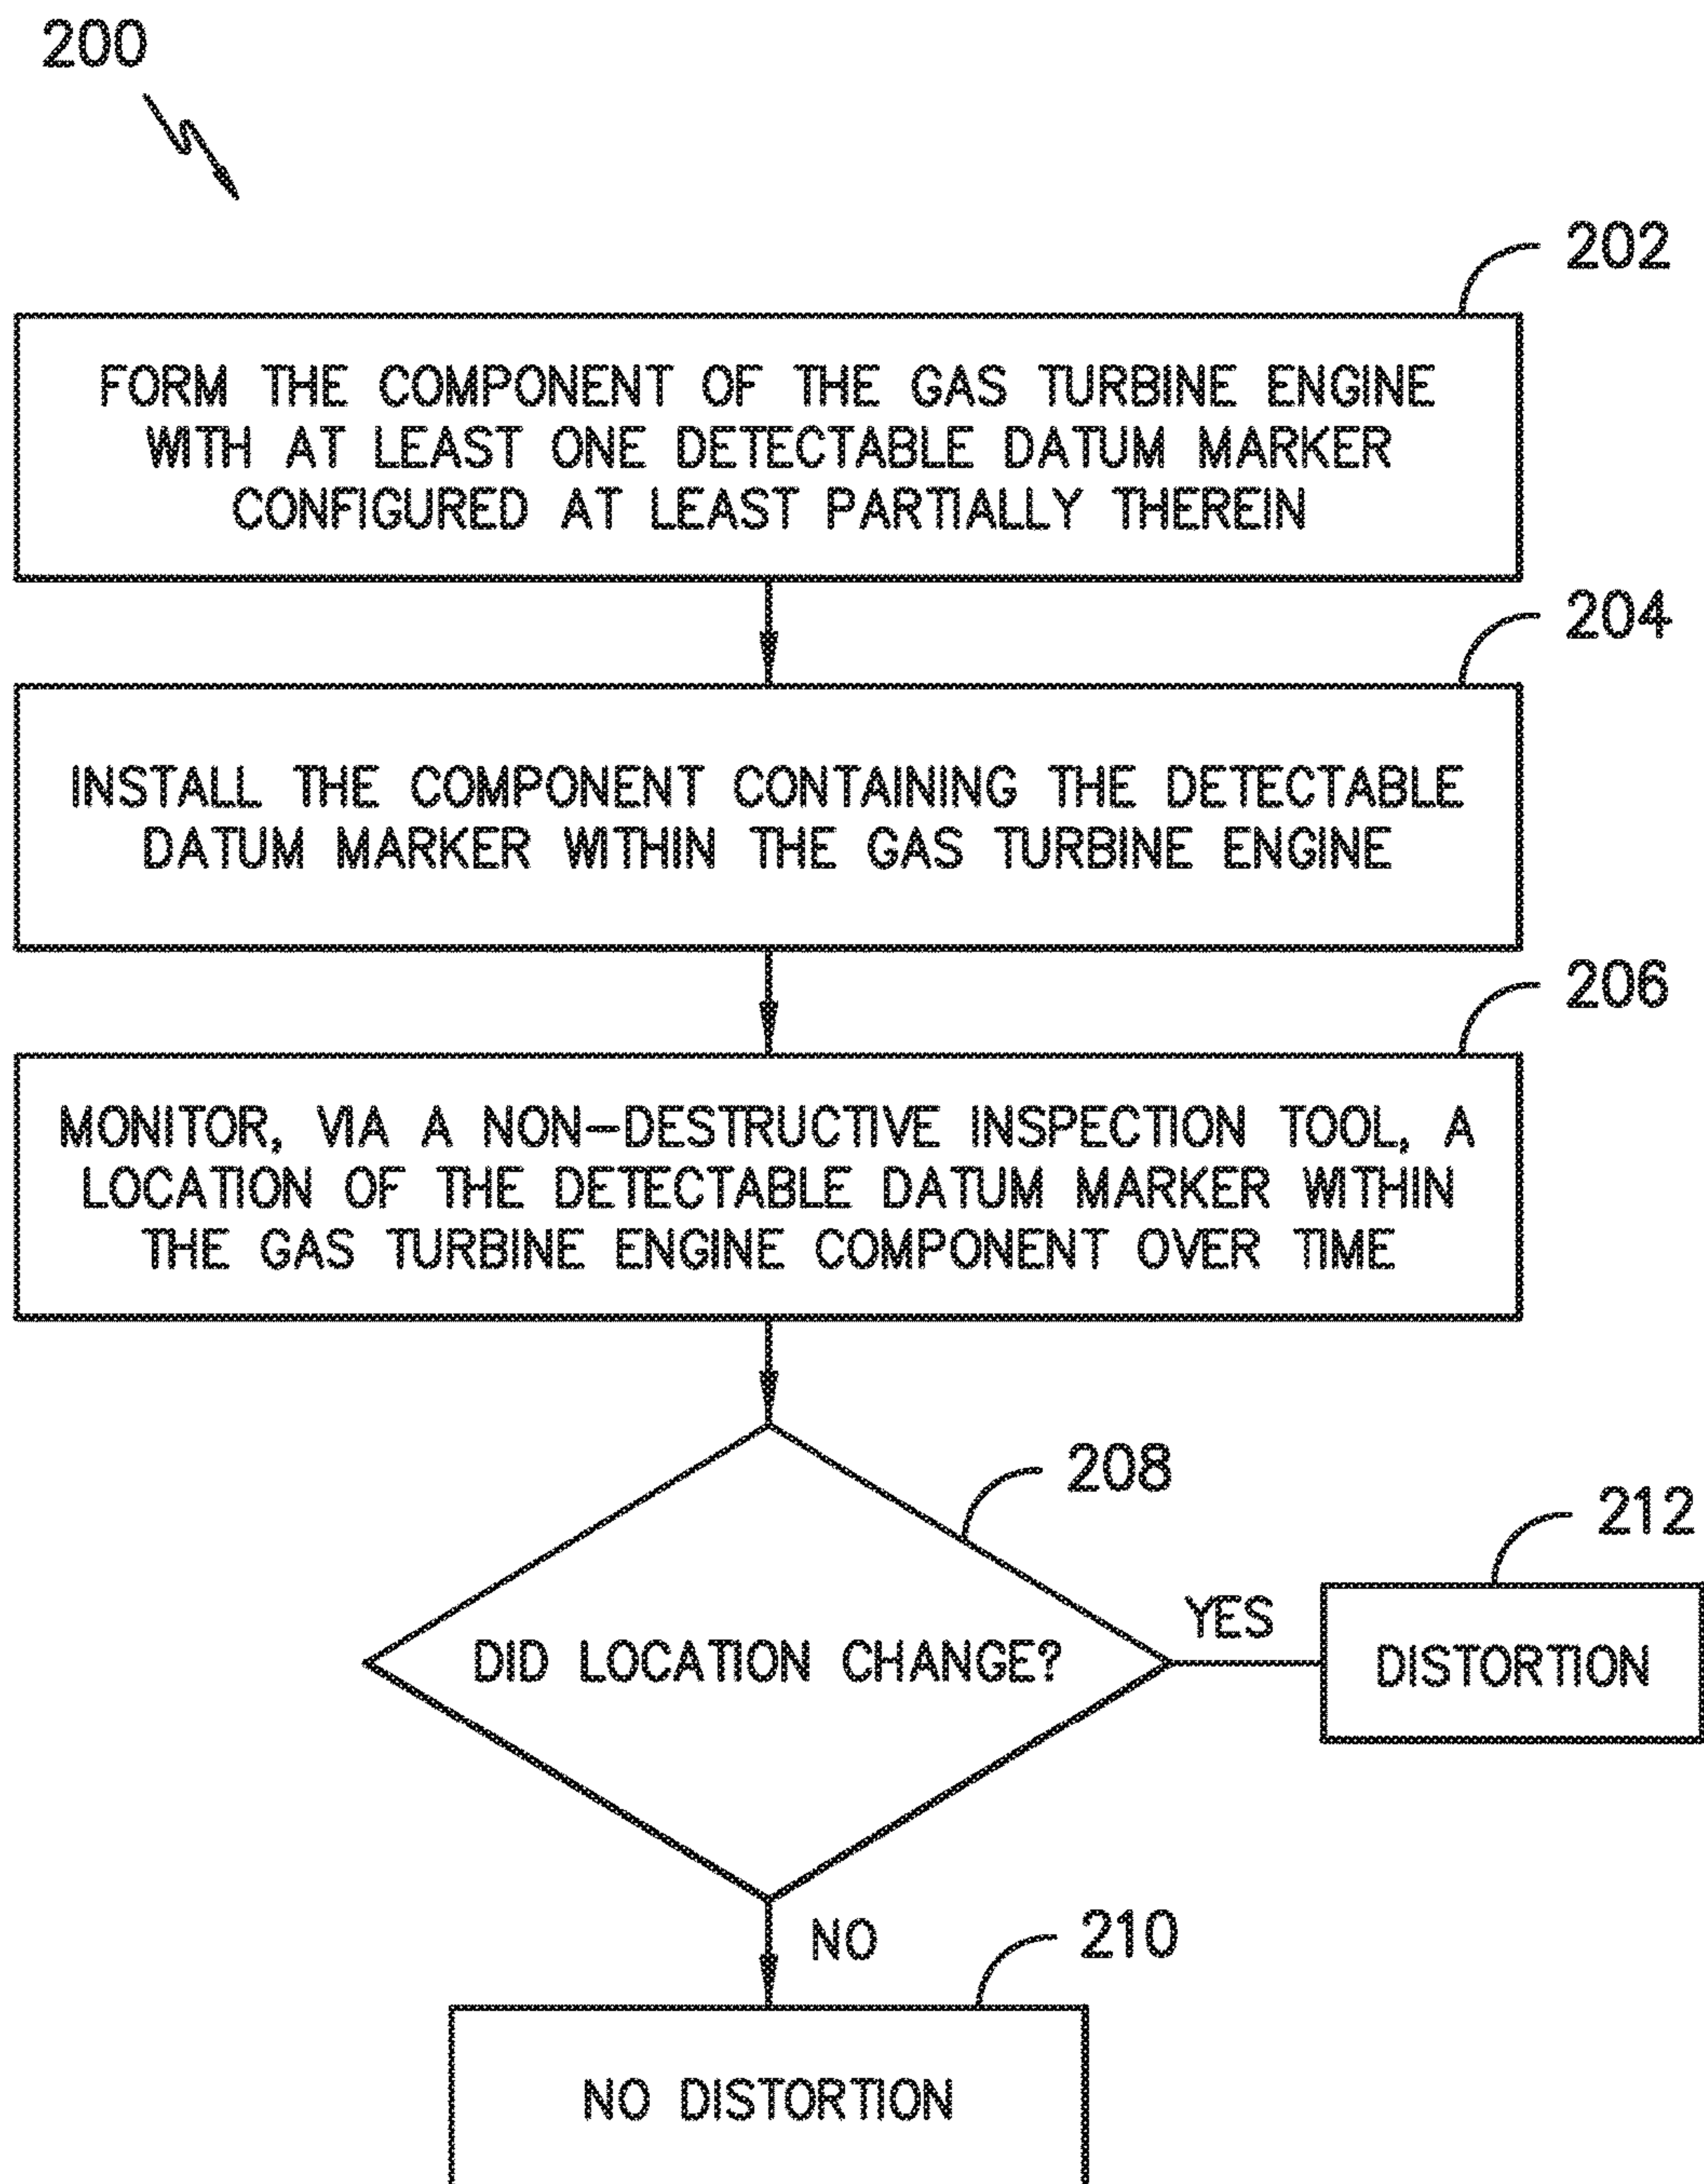 200
202
FORM THE COMPONENT OF THE GAS TURBINE ENGINE
WITH AT LEAST ONE DETECTABLE DATUM MARKER
CONFIGURED AT LEAST PARTIALLY THEREIN
204
INSTALL THE COMPONENT CONTAINING THE DETECTABLE
DATUM MARKER WITHIN THE GAS TURBINE ENGINE
206
MONITOR, VIA A NON-DESTRUCTIVE INSPECTION TOOL, A
LOCATION OF THE DETECTABLE DATUM MARKER WITHIN
THE GAS TURBINE ENGINE COMPONENT OVER TIME
208
212
YES
DID LOCATION CHANGE?
DISTORTION
NO
210
NO DISTORTION